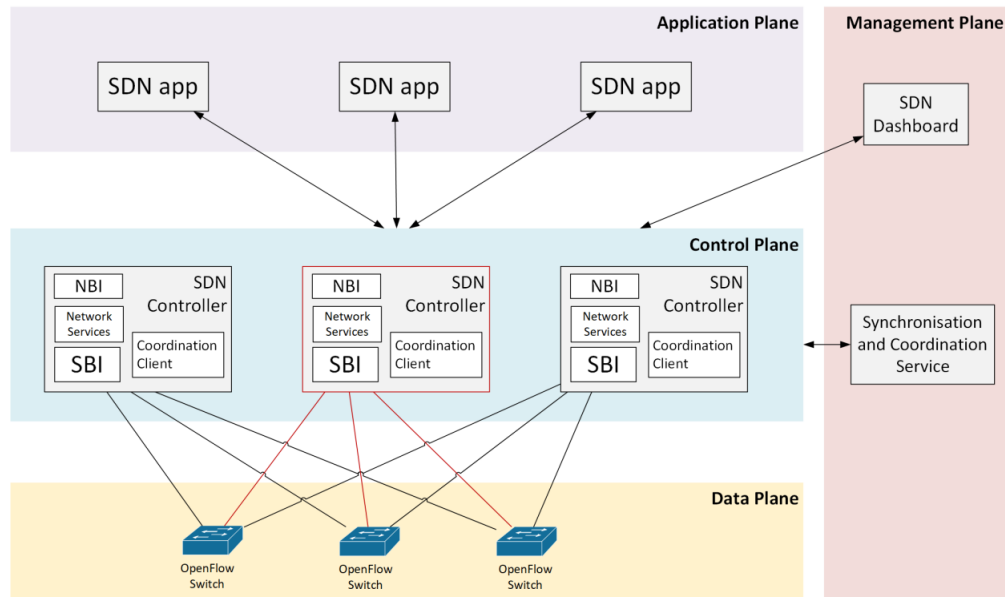 Application Plane
Management Plane
SDN app
SDN app
SDN app
SDN
Dashboard
Control Plane
NBI
SDN
Controller
Network
Services
Coordination
Client
SBI
NBI
SDN
Controller
Network
Services
Coordination
Client
SBI
NBI
SDN
Controller
Network
Services
Coordination
Client
SBI
Synchronisation
and Coordination
Service
Data Plane
OpenFlow
Switch
OpenFlow
Switch
OpenFlow
Switch